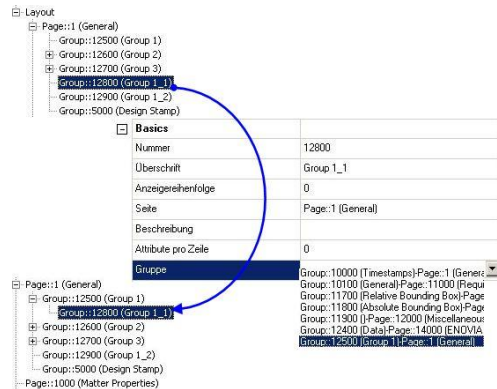 Layout
Page::1 (General)
Group::12500 (Group 1)
Group::12600 (Group 2)
Group::12700 (Group 3)
Group::12800 (Group 1_1)
Group::12900 (Group 1_2)
Group::5000 (Design Stamp)
Basics
Nummer 12800
Überschrift Group 1_1
Anzeigereihenfolge 0
Seite Page::1 (General)
Beschreibung
Attribute pro Zeile 0
Gruppe
Group::10000 (Timestamps)-Page::1 (Genera
Group::10100 (General)-Page::11000 (Requi
Group::11700 (Relative Bounding Box)-Page
Group::11800 (Absolute Bounding Box)-Page
Group::11900 ()-Page::12000 (Miscellaneous
Group::12400 (Data)-Page::14000 (ENOVIA
Group::12500 (Group 1)-Page::1 (General)
Page::1 (General)
Group::12500 (Group 1)
Group::12800 (Group 1_1)
Group::12600 (Group 2)
Group::12700 (Group 3)
Group::12900 (Group 1_2)
Group::5000 (Design Stamp)
Page::1000 (Matter Properties)